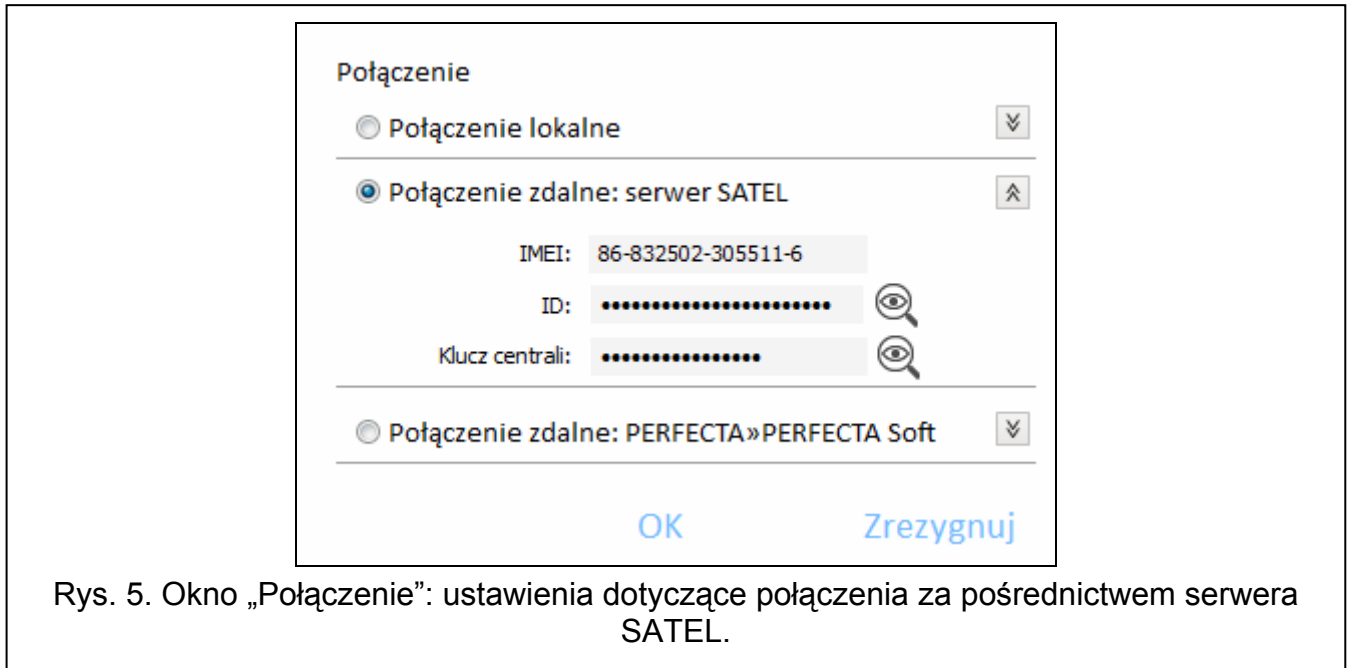 Połączenie
Połączenie lokalne
Połączenie zdalne: serwer SATEL
IMEI: 86-832502-305511-6
ID: •••••••••••••••••••••••
Klucz centrali: ••••••••••••••••
Połączenie zdalne: PERFECTA»PERFECTA Soft
OK Zrezygnuj
Rys. 5. Okno „Połączenie”: ustawienia dotyczące połączenia za pośrednictwem serwera
SATEL.